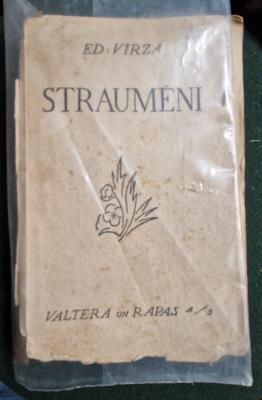 ED. VIRZA
STRAUMĒNI
VALTERA UN RAPAS A/S